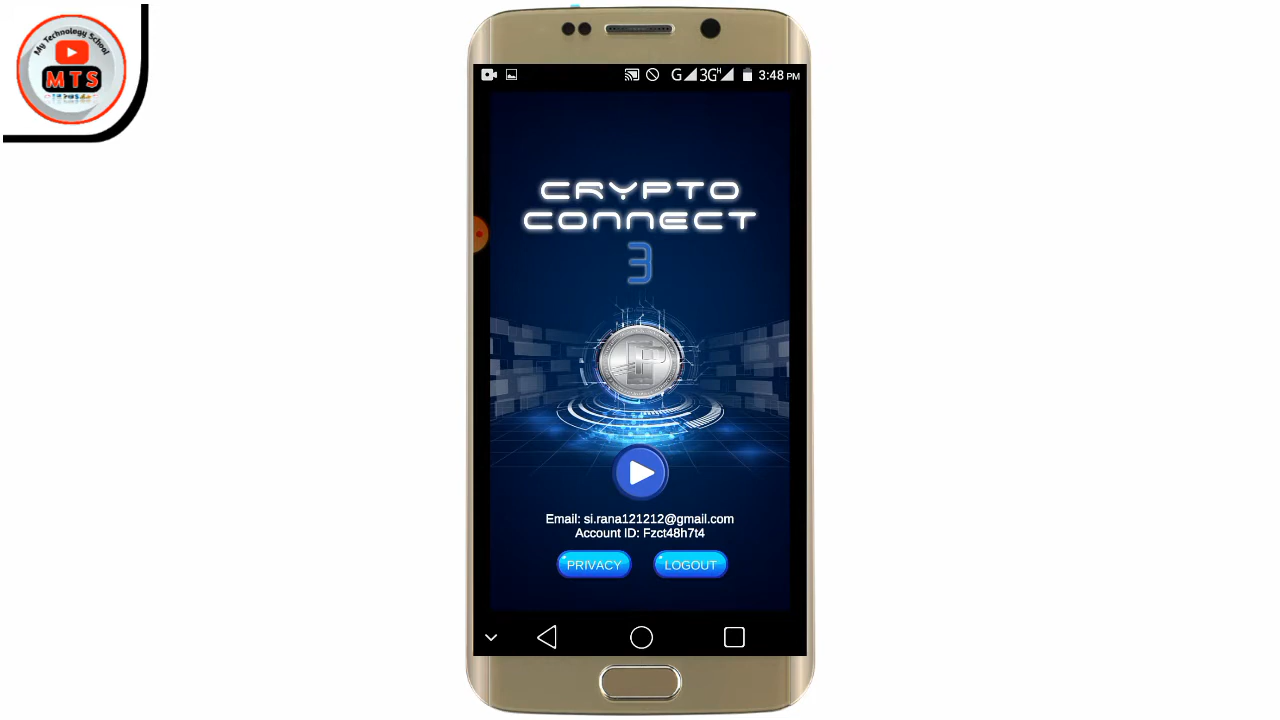 My Technology School
MTS
G 3G H 3:48 PM
CRYPTO
CONNECT
3
Email: si.rana121212@gmail.com
Account ID: Fzct48h7t4
PRIVACY LOGOUT